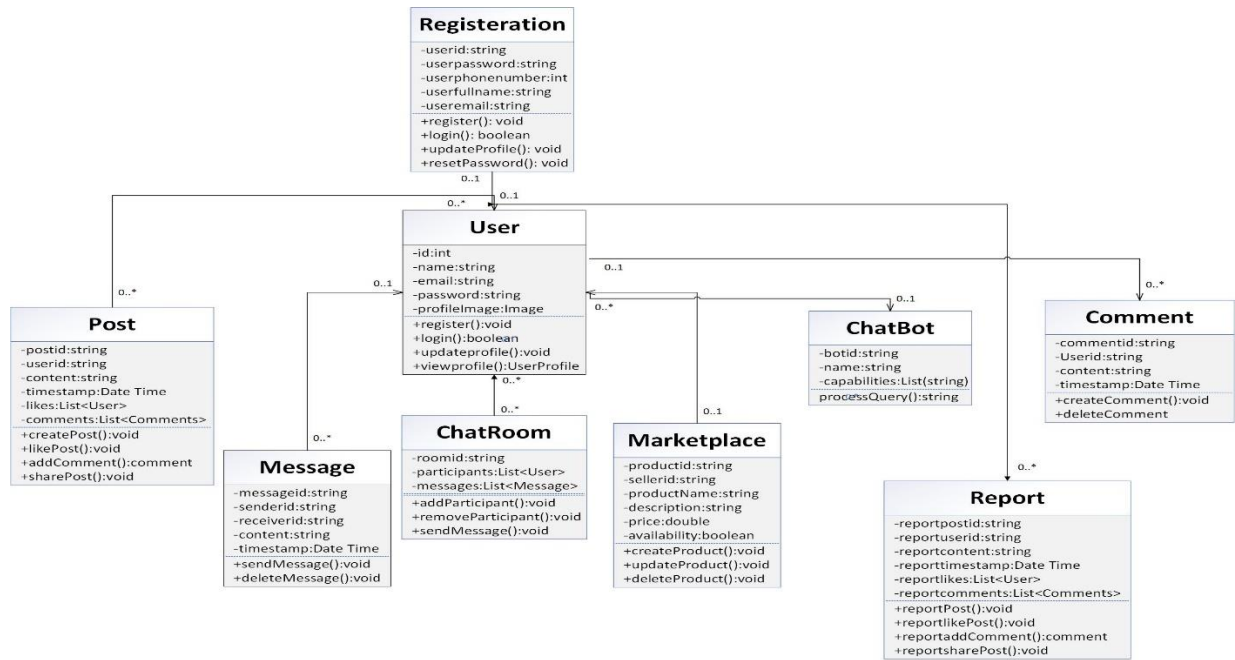 Registeration
-userid:string
-userpassword:string
-userphonenumber:int
-userfullname:string
-useremail:string
+register(): void
+login(): boolean
+updateProfile(): void
+resetPassword(): void
0..1
0..1
0..*
User
-id:int
-name:string
-email:string
-password:string
-profileImage:Image
+register():void
+login():boolean
+updateprofile():void
+viewprofile():UserProfile
0..1
0..1
0..1
0..*
0..*
0..*
0..*
Post
-postid:string
-userid:string
-content:string
-timestamp:Date Time
-likes:List<User>
-comments:List<Comments>
+createPost():void
+likePost():void
+addComment():comment
+sharePost():void
0..*
Message
-messageid:string
-senderid:string
-receiverid:string
-content:string
-timestamp:Date Time
+sendMessage():void
+deleteMessage():void
0..*
ChatRoom
-roomid:string
-participants:List<User>
-messages:List<Message>
+addParticipant():void
+removeParticipant():void
+sendMessage():void
0..1
Marketplace
-productid:string
-sellerid:string
-productName:string
-description:string
-price:double
-availability:boolean
+createProduct():void
+updateProduct():void
+deleteProduct():void
ChatBot
-botid:string
-name:string
-capabilities:List(string)
processQuery():string
0..*
Comment
-commentid:string
-Userid:string
-content:string
-timestamp:Date Time
+createComment():void
+deleteComment
0..*
Report
-reportpostid:string
-reportuserid:string
-reportcontent:string
-reporttimestamp:Date Time
-reportlikes:List<User>
-reportcomments:List<Comments>
+reportPost():void
+reportlikePost():void
+reportaddComment():comment
+reportsharePost():void